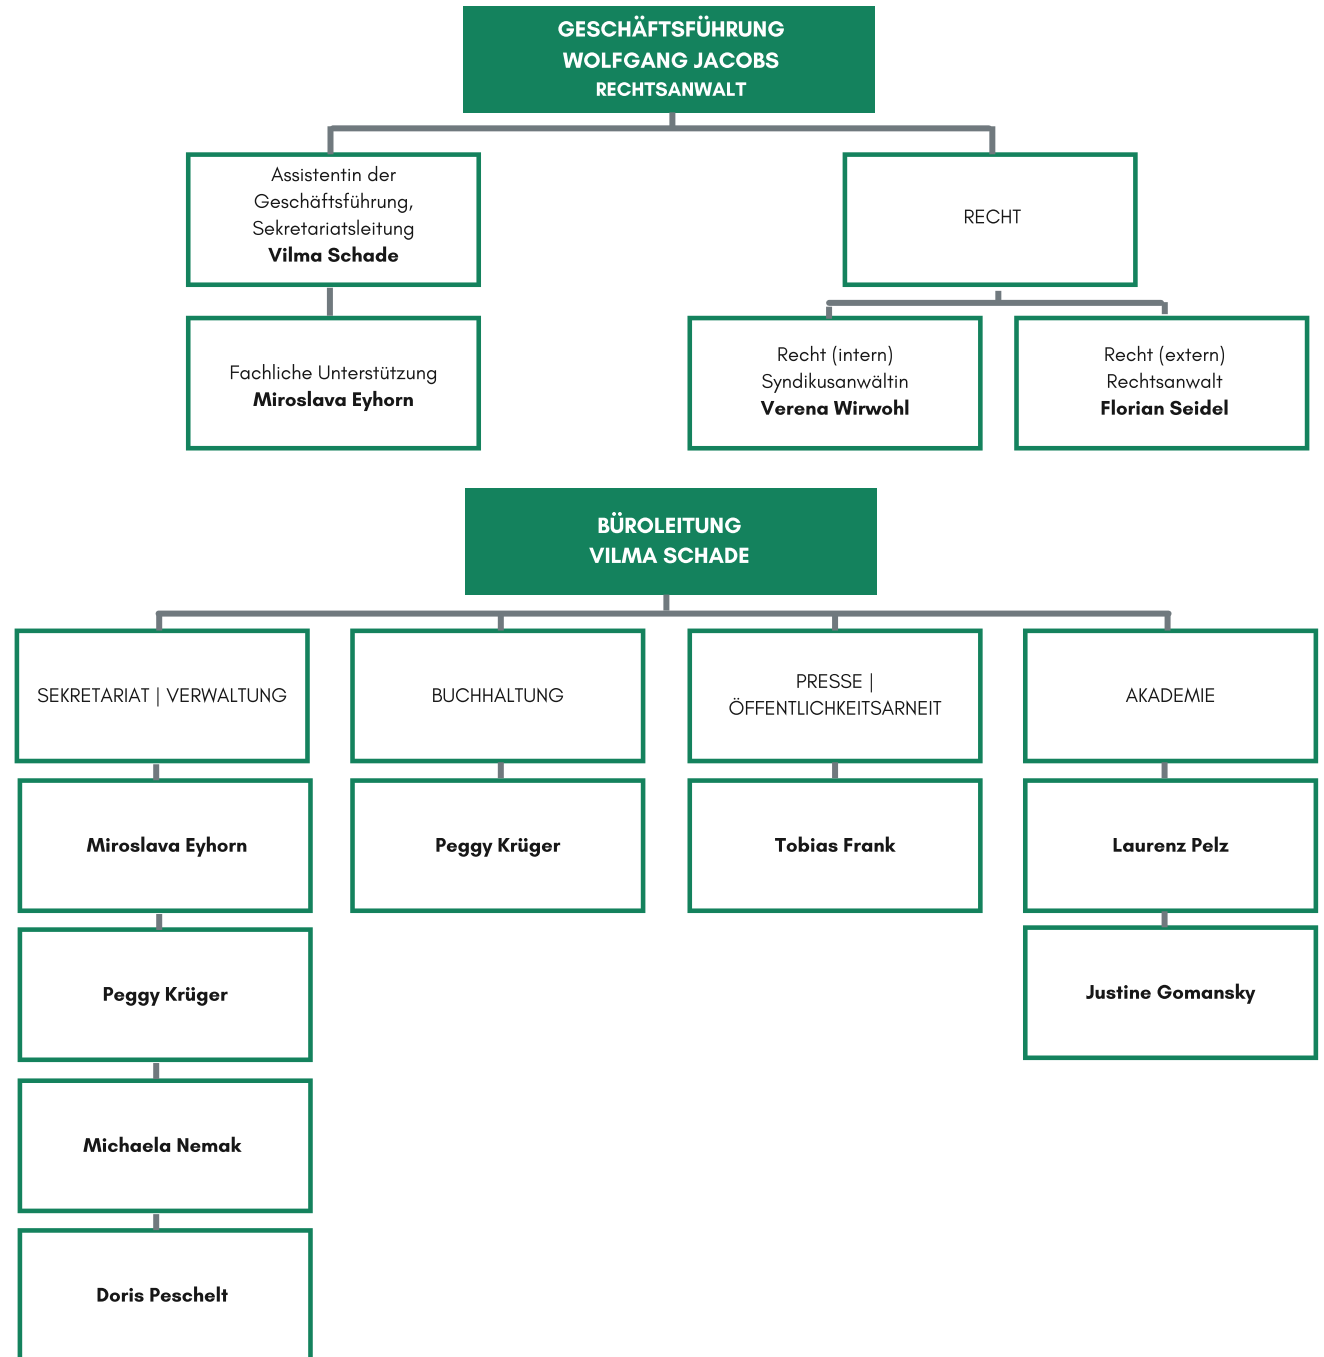 GESCHÄFTSFÜHRUNG
WOLFGANG JACOBS
RECHTSANWALT
Assistentin der
Geschäftsführung,
Sekretariatsleitung
Vilma Schade
RECHT
Fachliche Unterstützung
Miroslava Eyhorn
Recht (intern)
Syndikusanwältin
Verena Wirwohl
Recht (extern)
Rechtsanwalt
Florian Seidel
BÜROLEITUNG
VILMA SCHADE
SEKRETARIAT | VERWALTUNG
BUCHHALTUNG
PRESSE |
ÖFFENTLICHKEITSARNEIT
AKADEMIE
Miroslava Eyhorn
Peggy Krüger
Tobias Frank
Laurenz Pelz
Peggy Krüger
Justine Gomansky
Michaela Nemak
Doris Peschelt